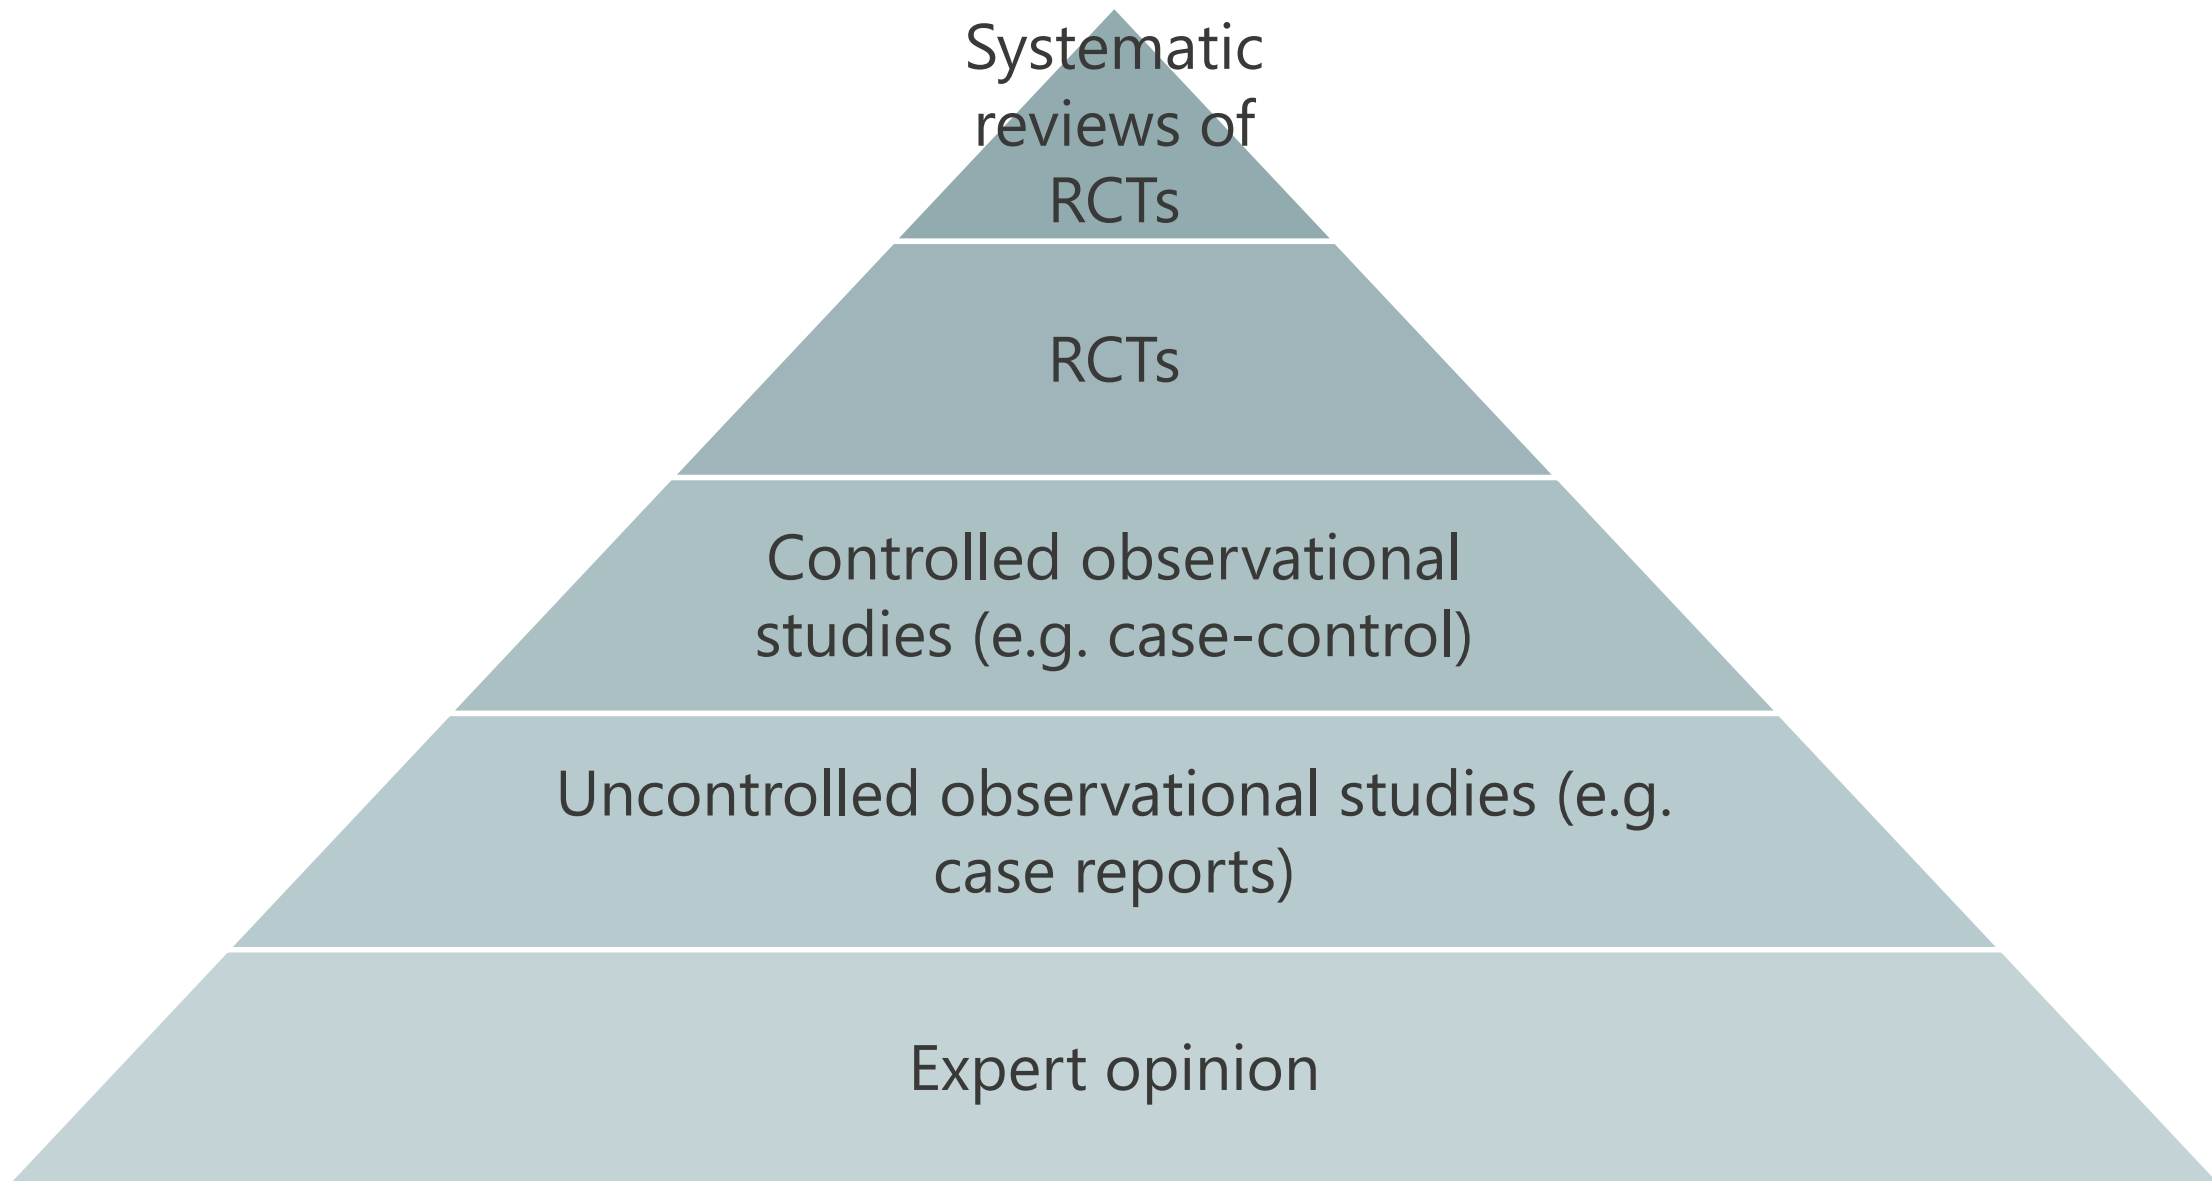 Systematic
reviews of
RCTs
RCTs
Controlled observational
studies (e.g. case-control)
Uncontrolled observational studies (e.g.
case reports)
Expert opinion